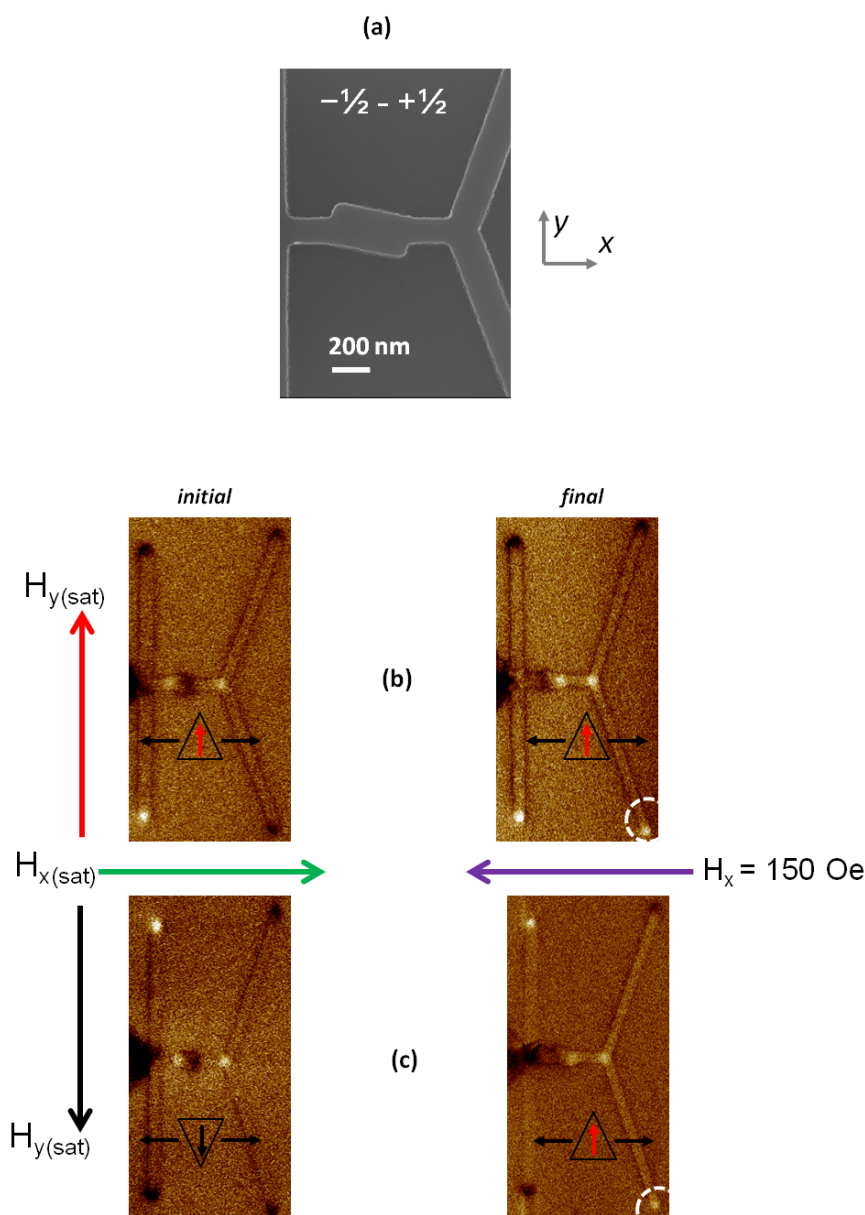 (a)
−½ - +½
y
x
200 nm
initial
final
Hy(sat)
(b)
Hx(sat)
Hx = 150 Oe
(c)
Hy(sat)